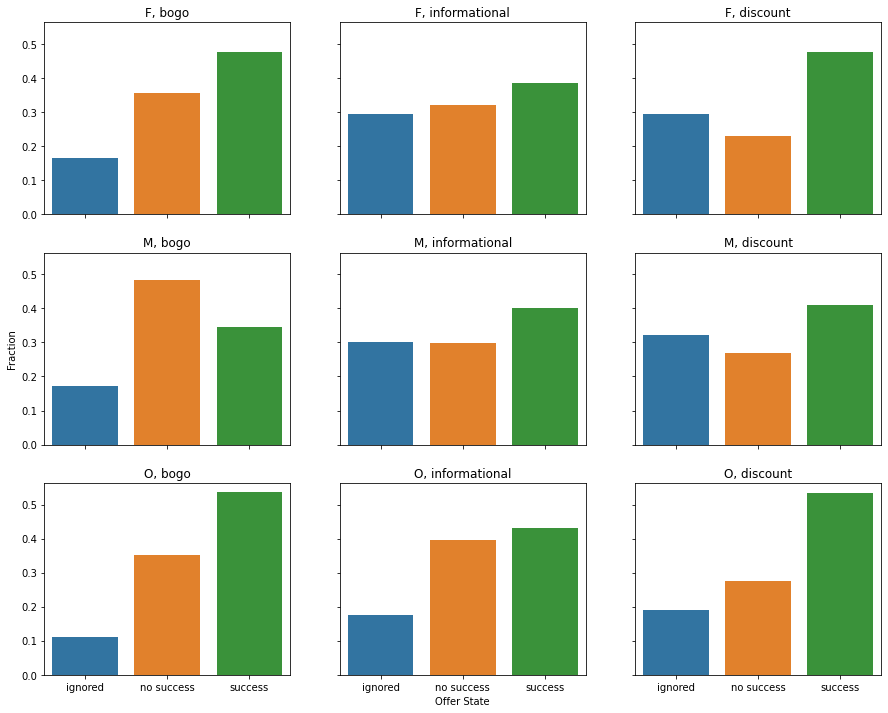 F, bogo
F, informational
F, discount
0.5
0.4
0.3
0.2
0.1
0.0
M, bogo
M, informational
M, discount
Fraction
0.5
0.4
0.3
0.2
0.1
0.0
O, bogo
O, informational
O, discount
0.5
0.4
0.3
0.2
0.1
0.0
ignored no success success
ignored no success success
ignored no success success
Offer State